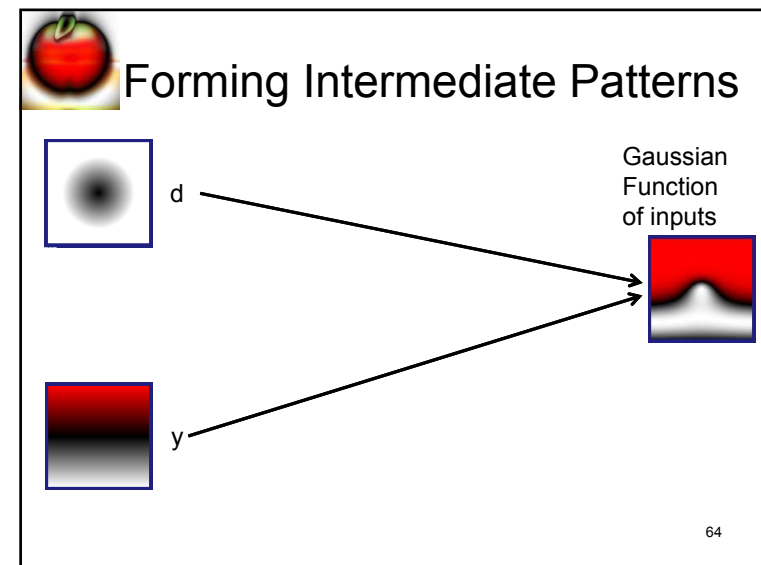 Forming Intermediate Patterns
d
Gaussian
Function
of inputs
y
64